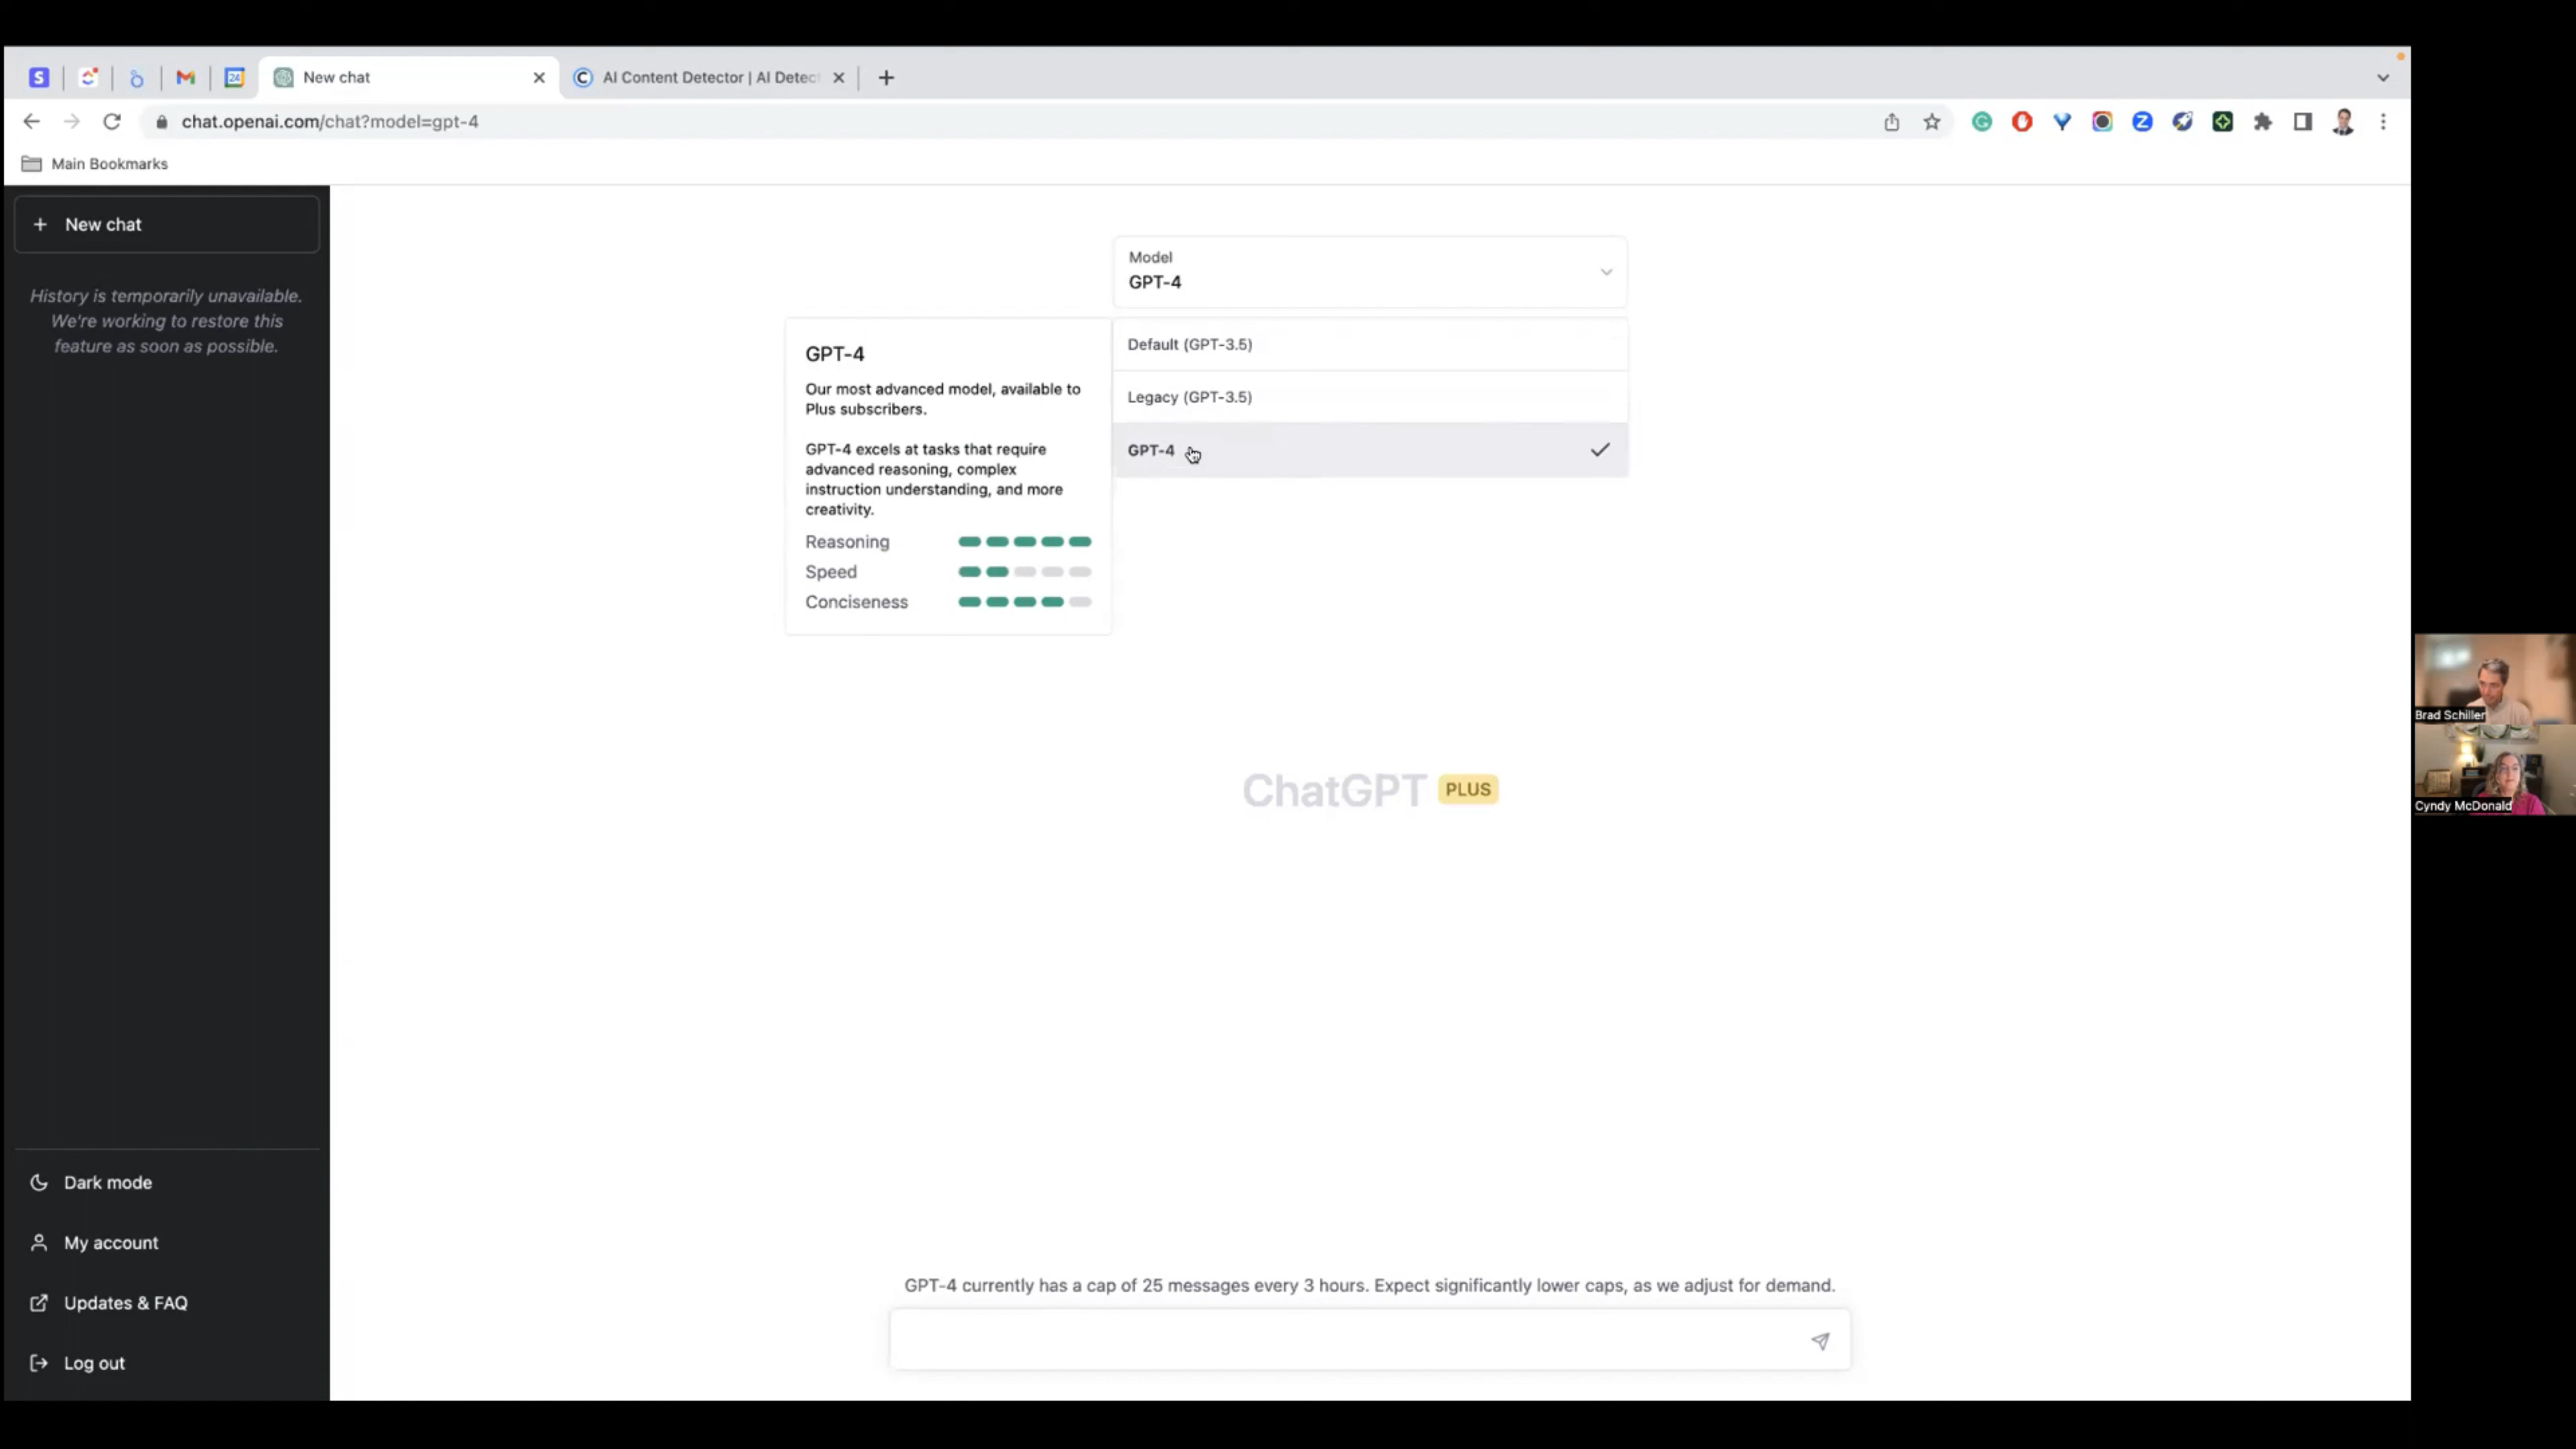 S
24
New chat
AI Content Detector | AI Detect
chat.openai.com/chat?model=gpt-4
Main Bookmarks
New chat
History is temporarily unavailable.
We're working to restore this
feature as soon as possible.
Model
GPT-4
Default (GPT-3.5)
Legacy (GPT-3.5)
GPT-4
GPT-4
Our most advanced model, available to
Plus subscribers.
GPT-4 excels at tasks that require
advanced reasoning, complex
instruction understanding, and more
creativity.
Reasoning
Speed
Conciseness
ChatGPT PLUS
Brad Schiller
Cyndy McDonald
Dark mode
My account
Updates & FAQ
Log out
GPT-4 currently has a cap of 25 messages every 3 hours. Expect significantly lower caps, as we adjust for demand.